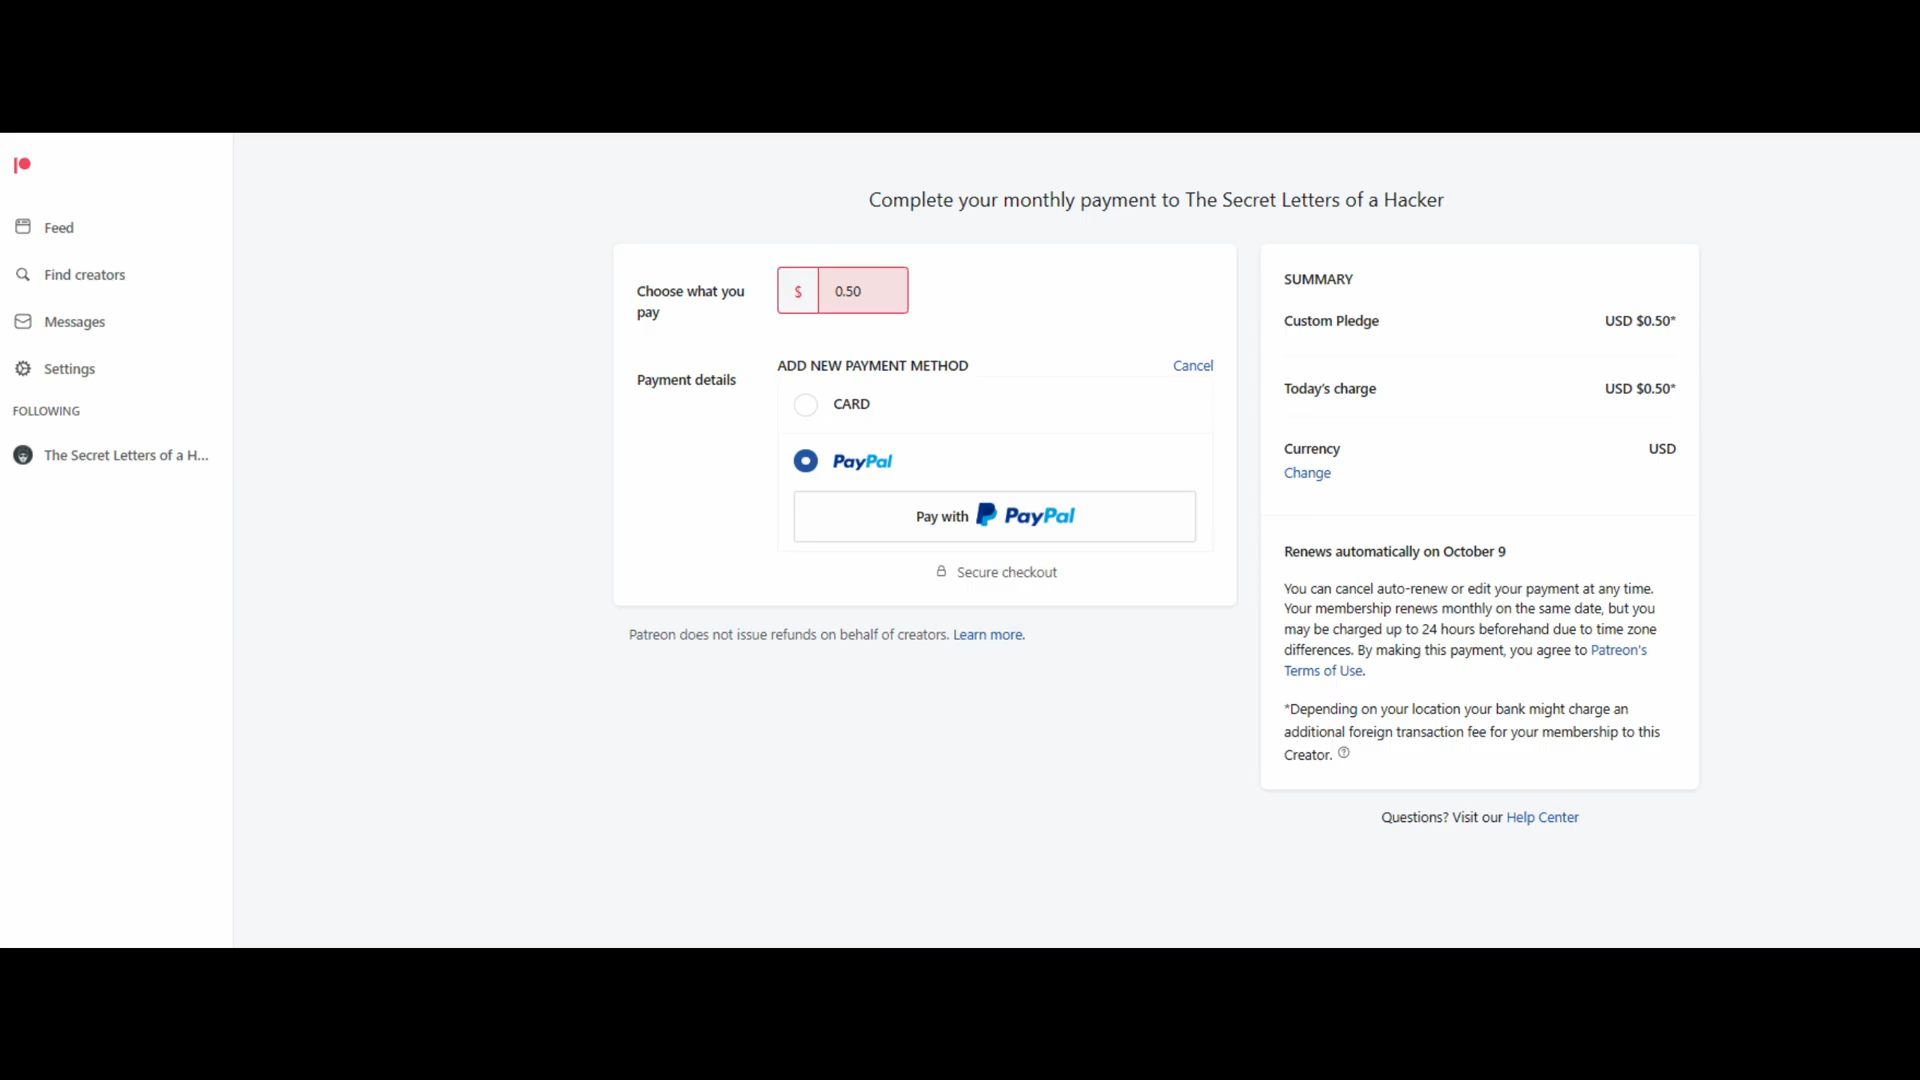 Feed
Find creators
Messages
Settings
FOLLOWING
The Secret Letters of a H...
Complete your monthly payment to The Secret Letters of a Hacker
Choose what you
pay
$ 0.50
Payment details
ADD NEW PAYMENT METHOD
Cancel
CARD
PayPal
Pay with PayPal
Secure checkout
Patreon does not issue refunds on behalf of creators. Learn more.
SUMMARY
Custom Pledge USD $0.50*
Today's charge USD $0.50*
Currency USD
Change
Renews automatically on October 9
You can cancel auto-renew or edit your payment at any time.
Your membership renews monthly on the same date, but you
may be charged up to 24 hours beforehand due to time zone
differences. By making this payment, you agree to Patreon's
Terms of Use.
*Depending on your location your bank might charge an
additional foreign transaction fee for your membership to this
Creator.
Questions? Visit our Help Center